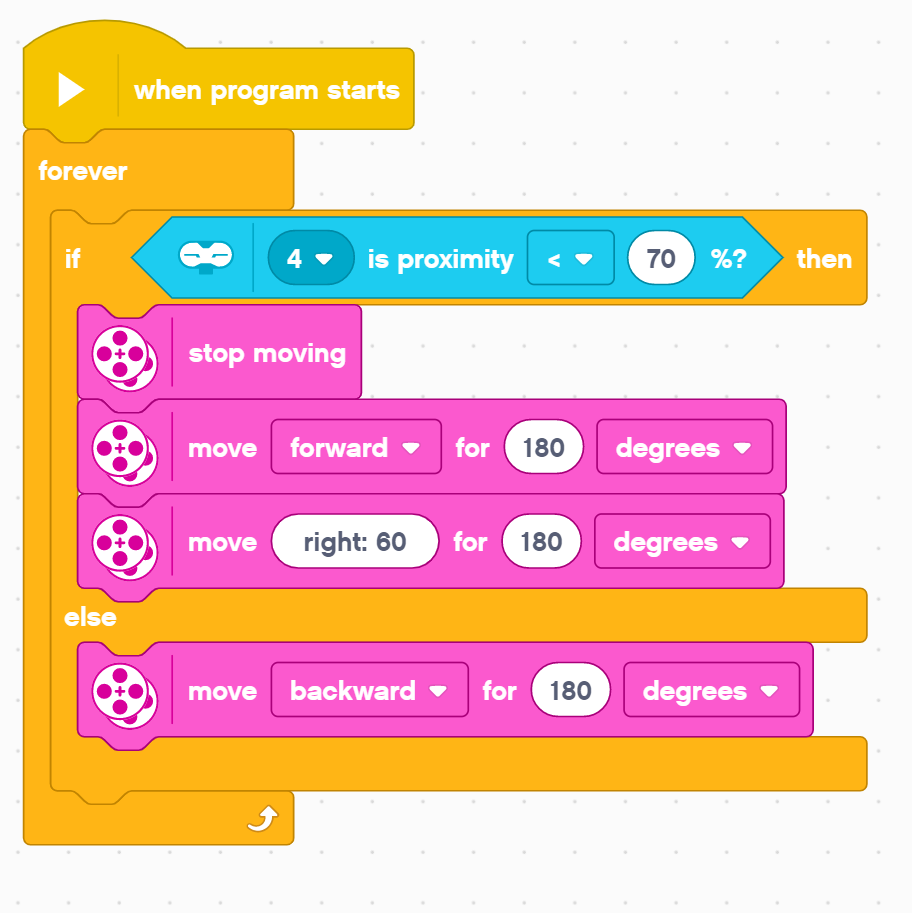 when program starts
forever
if 4 is proximity < 70 %? then
stop moving
move forward for 180 degrees
move right: 60 for 180 degrees
else
move backward for 180 degrees